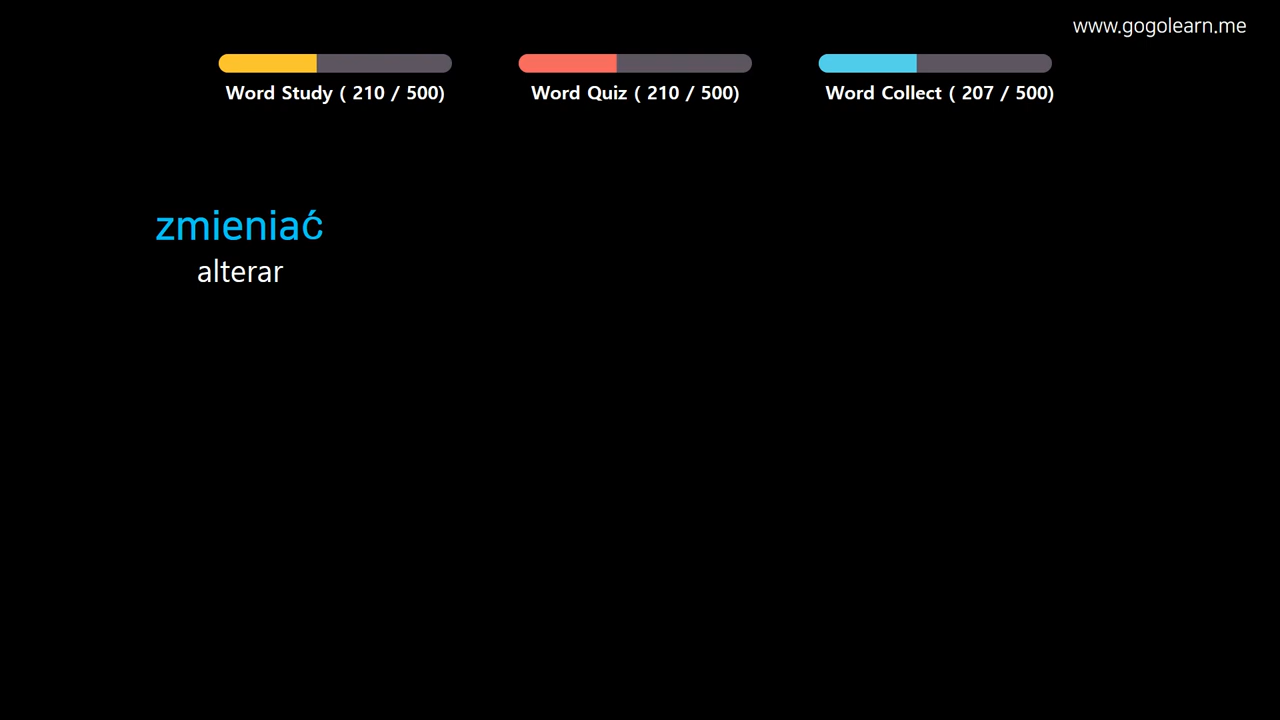 www.gogolearn.me
Word Study ( 210 / 500)
Word Quiz ( 210 / 500)
Word Collect ( 207 / 500)
zmieniać
alterar